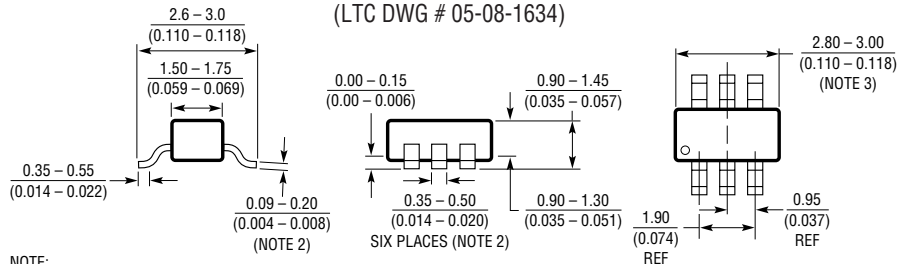 (LTC DWG # 05-08-1634)
2.6 – 3.0
(0.110 – 0.118)
1.50 – 1.75
(0.059 – 0.069)
0.35 – 0.55
(0.014 – 0.022)
0.09 – 0.20
(0.004 – 0.008)
(NOTE 2)
0.00 – 0.15
(0.00 – 0.006)
0.90 – 1.45
(0.035 – 0.057)
0.35 – 0.50
(0.014 – 0.020)
SIX PLACES (NOTE 2)
0.90 – 1.30
(0.035 – 0.051)
2.80 – 3.00
(0.110 – 0.118)
(NOTE 3)
1.90
(0.074)
REF
0.95
(0.037)
REF
NOTE: